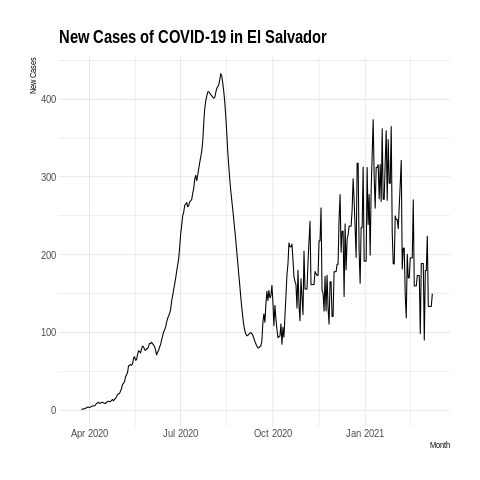 New Cases of COVID-19 in El Salvador
New Cases
400
300
200
100
0
Apr 2020 Jul 2020 Oct 2020 Jan 2021
Month